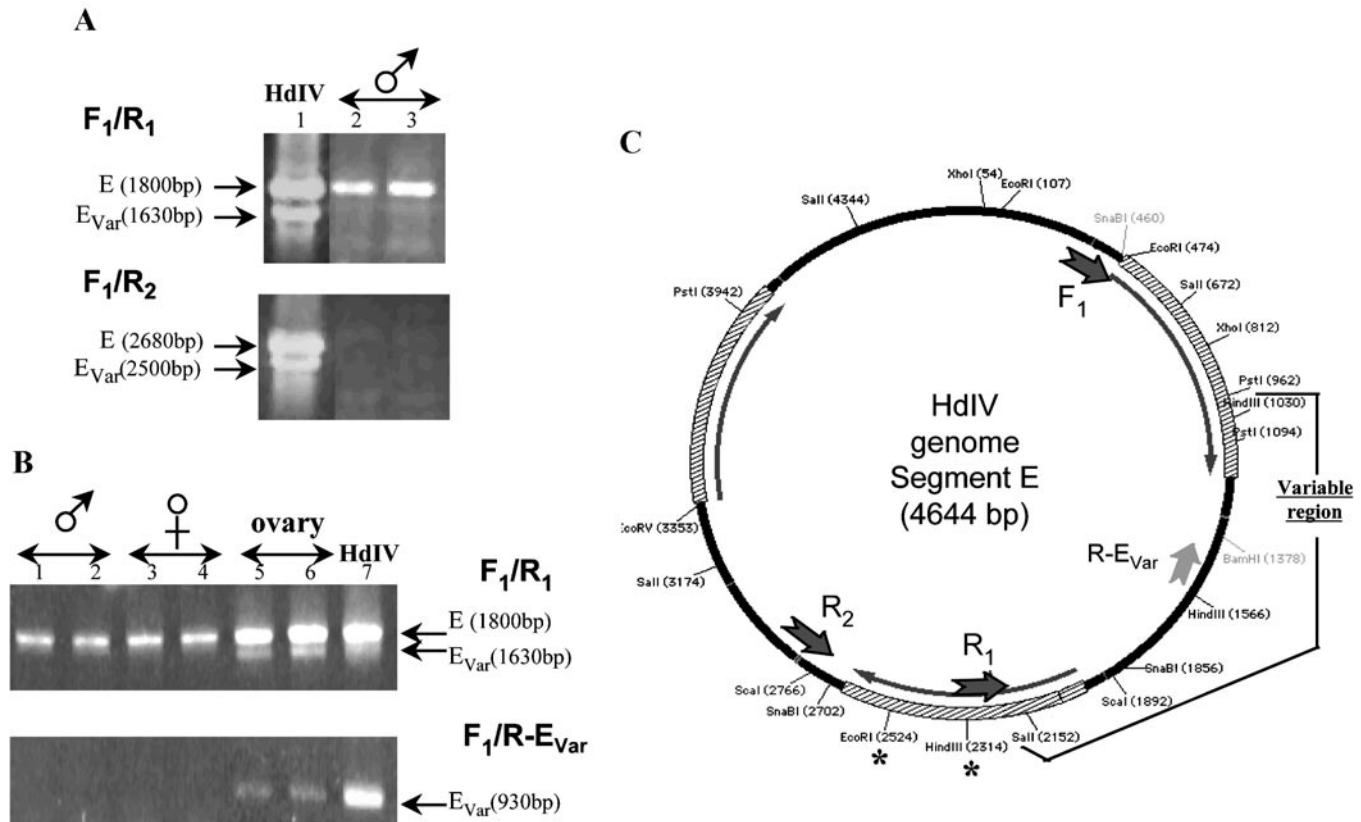 A
HdIV
1 2 3
F1/R1
E (1800bp)
EVar(1630bp)
F1/R2
E (2680bp)
EVar(2500bp)
B
ovary
HdIV
1 2 3 4 5 6 7
F1/R1
E (1800bp)
EVar(1630bp)
F1/R-EVar
EVar(930bp)
C
XhoI (54)
EcoRI (107)
SalI (4344)
SnaBI (460)
EcoRI (474)
F1
SalI (672)
PstI (3942)
XhoI (812)
PstI (962)
HindIII (1030)
PstI (1094)
HdIV
genome
Segment E
(4644 bp)
Variable
region
EcoRV (3353)
R-EVar
BamHI (1378)
SalI (3174)
HindIII (1566)
R2
R1
SnaBI (1856)
ScaI (2766)
ScaI (1892)
SnaBI (2702)
EcoRI (2524)
HindIII (2314)
SalI (2152)
* *